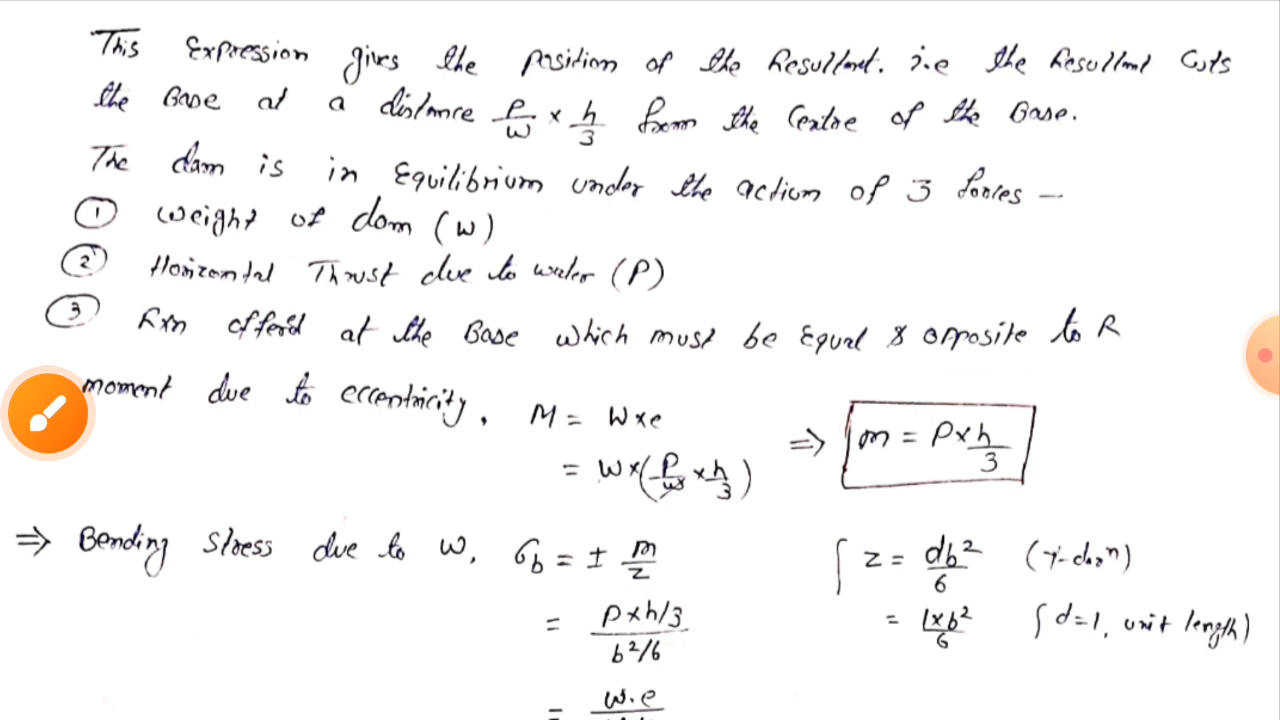 This Expression gives the position of the Resultant. i.e the Resultant cuts
the Base at a distance P/W × h/3 from the Centre of the Base.
The dam is in Equilibrium under the action of 3 forces –
① Weight of dam (W)
② Horizontal Thrust due to water (P)
③ Rxn offered at the Base which must be Equal & opposite to R
moment due to eccentricity, M = W×e
= W×(P/W × h/3) ⇒ m = P×h/3
⇒ Bending Stress due to W, σb = ± m/z { z = db²/6 (y-dirⁿ)
= P×h/3 / b²/6 = 1×b²/6 { d=1, unit length)
= W.e